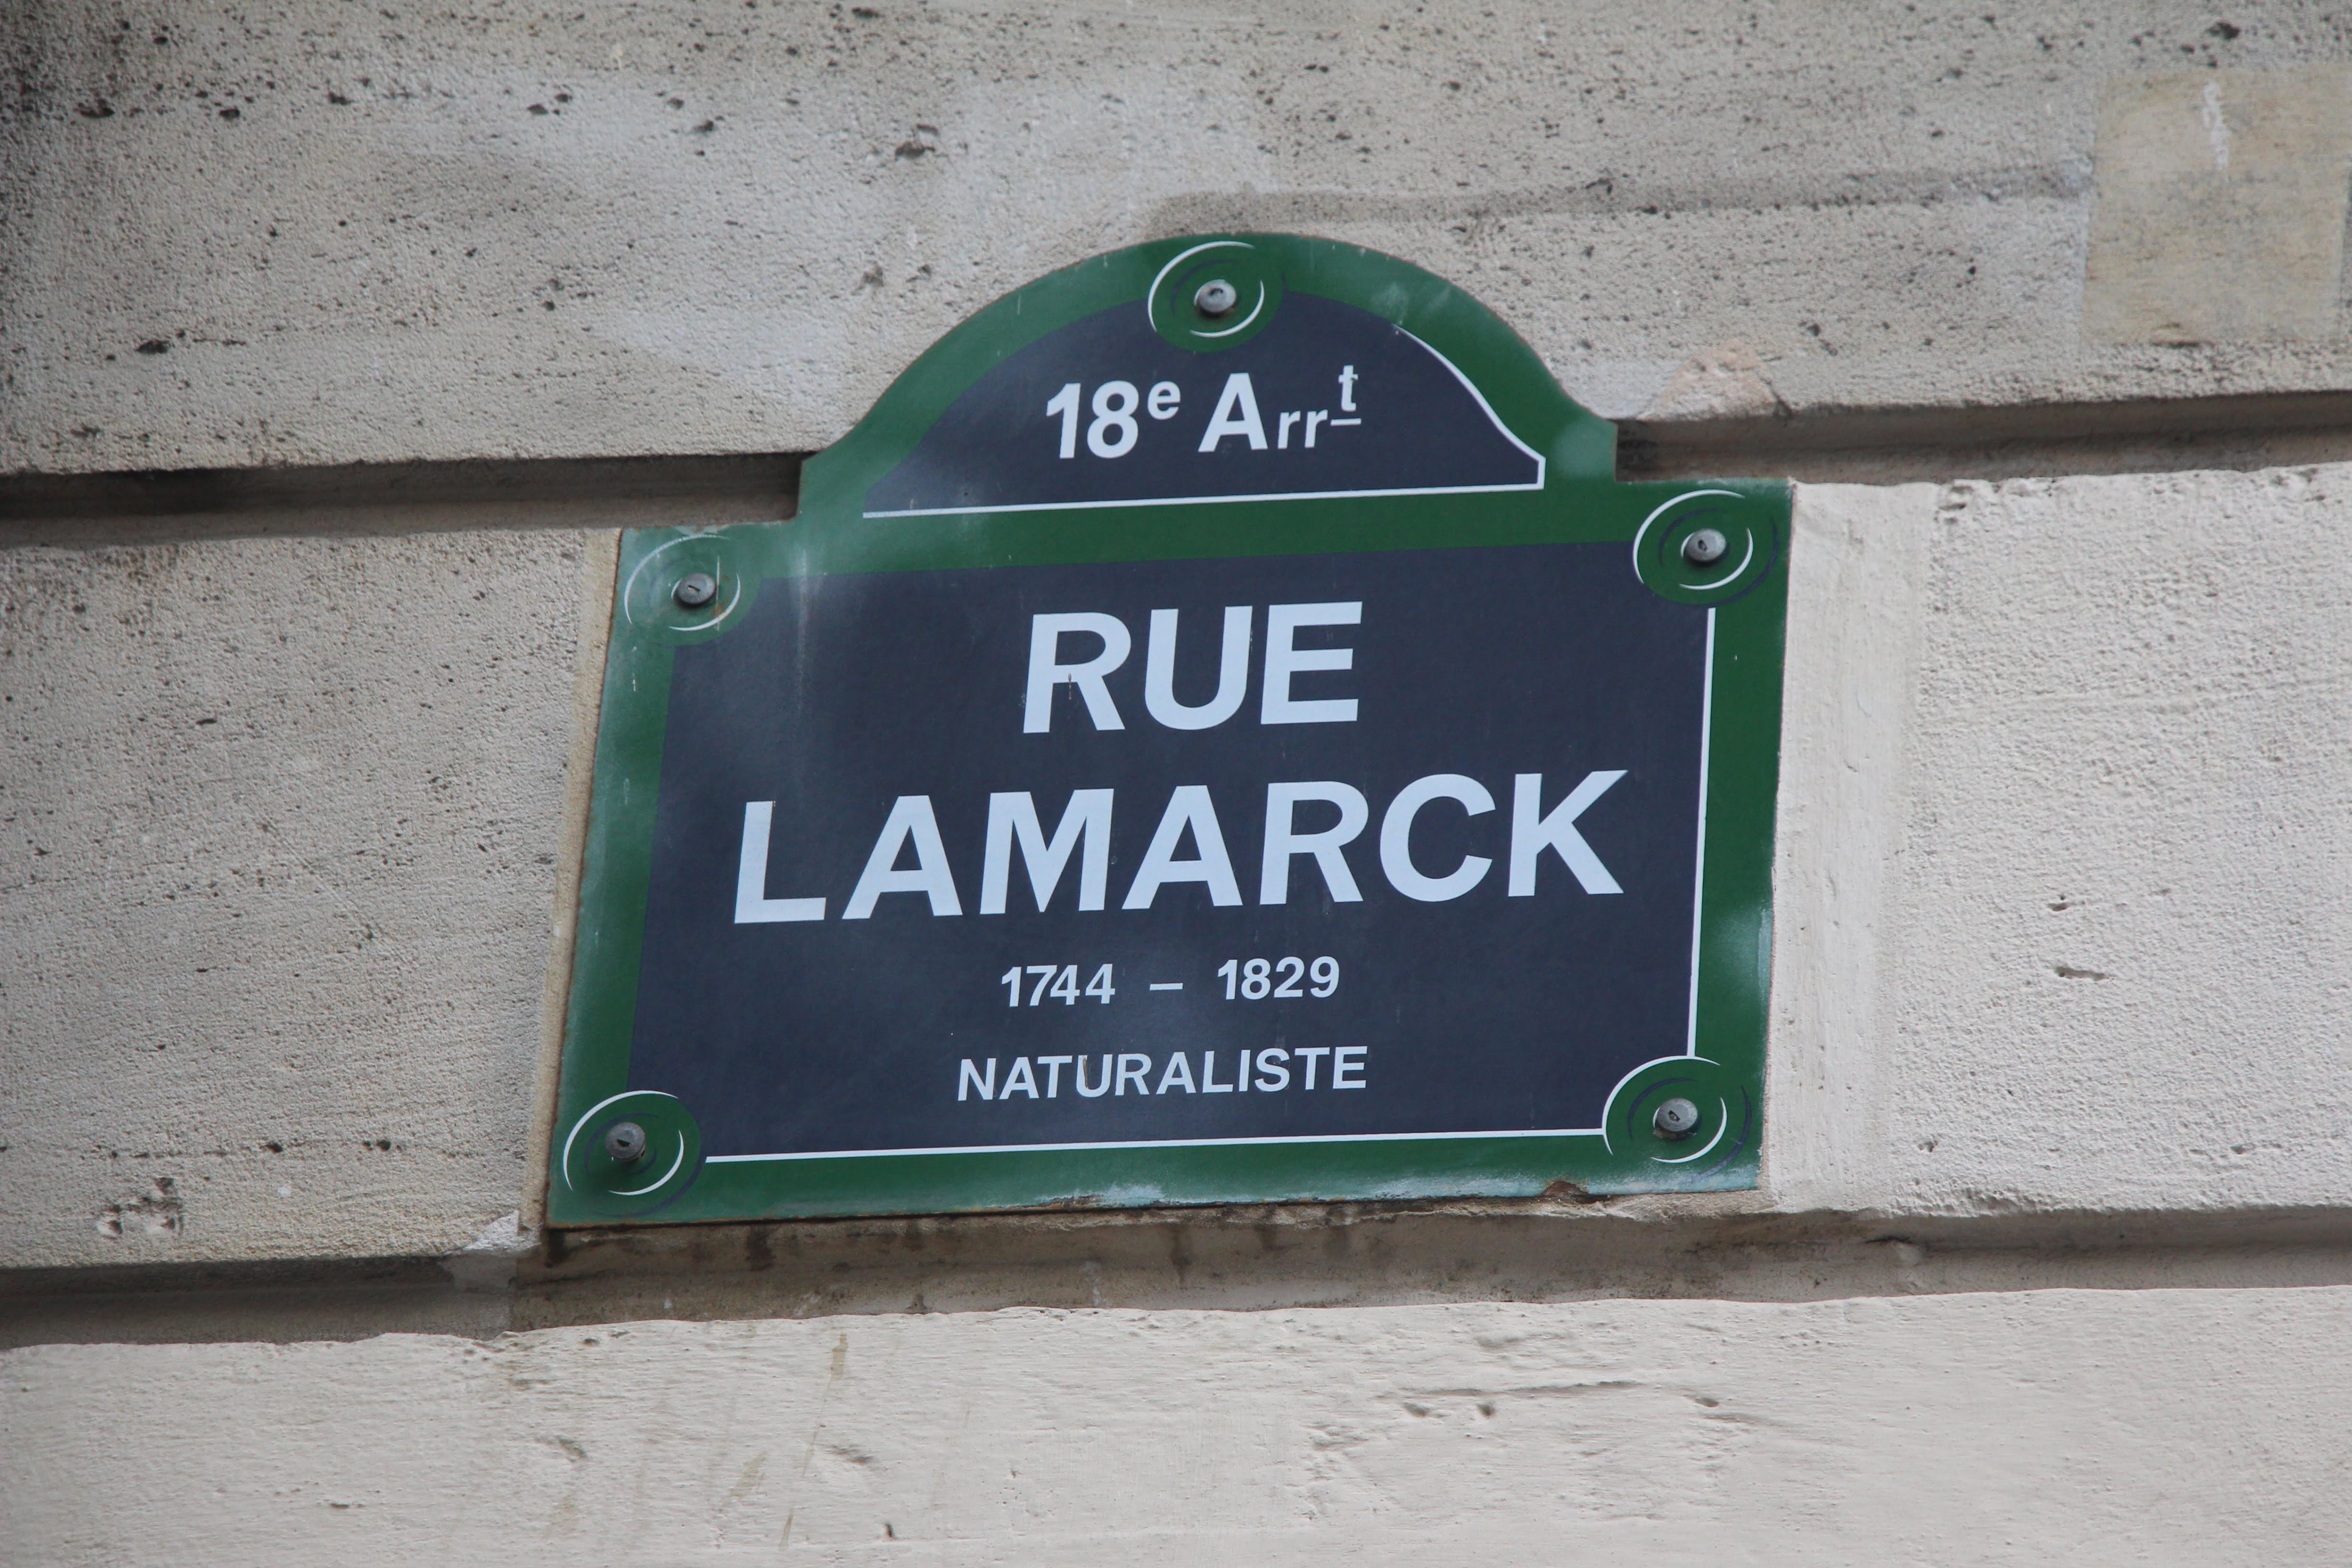 18e Arrt
RUE
LAMARCK
1744 – 1829
NATURALISTE